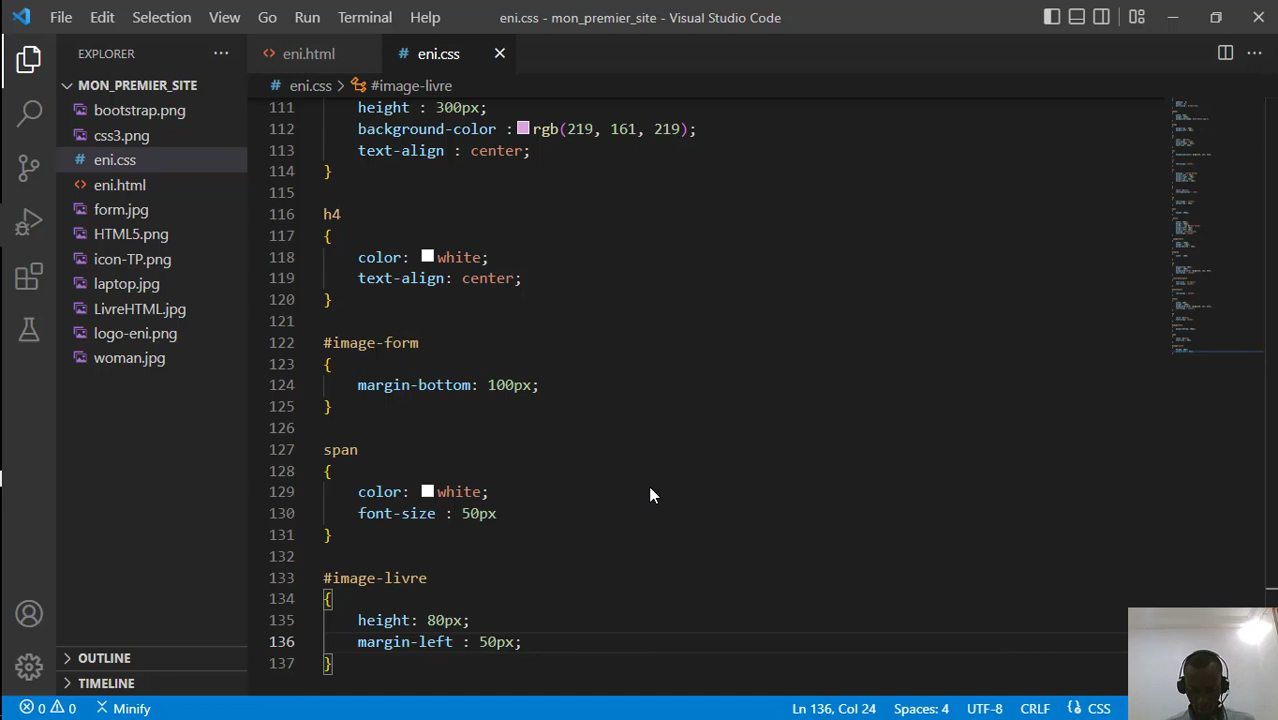 File Edit Selection View Go Run Terminal Help eni.css - mon_premier_site - Visual Studio Code
EXPLORER
MON_PREMIER_SITE
bootstrap.png
css3.png
# eni.css
<> eni.html
form.jpg
HTML5.png
icon-TP.png
laptop.jpg
LivreHTML.jpg
logo-eni.png
woman.jpg
OUTLINE
TIMELINE
<> eni.html # eni.css
# eni.css > #image-livre
111 height : 300px;
112 background-color : rgb(219, 161, 219);
113 text-align : center;
114 }
115
116 h4
117 {
118 color: white;
119 text-align: center;
120 }
121
122 #image-form
123 {
124 margin-bottom: 100px;
125 }
126
127 span
128 {
129 color: white;
130 font-size : 50px
131 }
132
133 #image-livre
134 {
135 height: 80px;
136 margin-left : 50px;
137 }
0 0 Minify Ln 136, Col 24 Spaces: 4 UTF-8 CRLF CSS